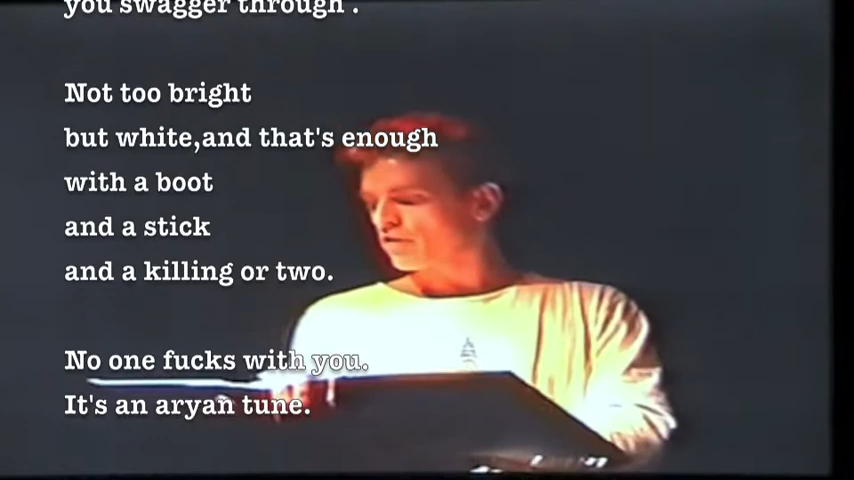 you swagger through .
Not too bright
but white,and that's enough
with a boot
and a stick
and a killing or two.
No one fucks with you.
It's an aryan tune.